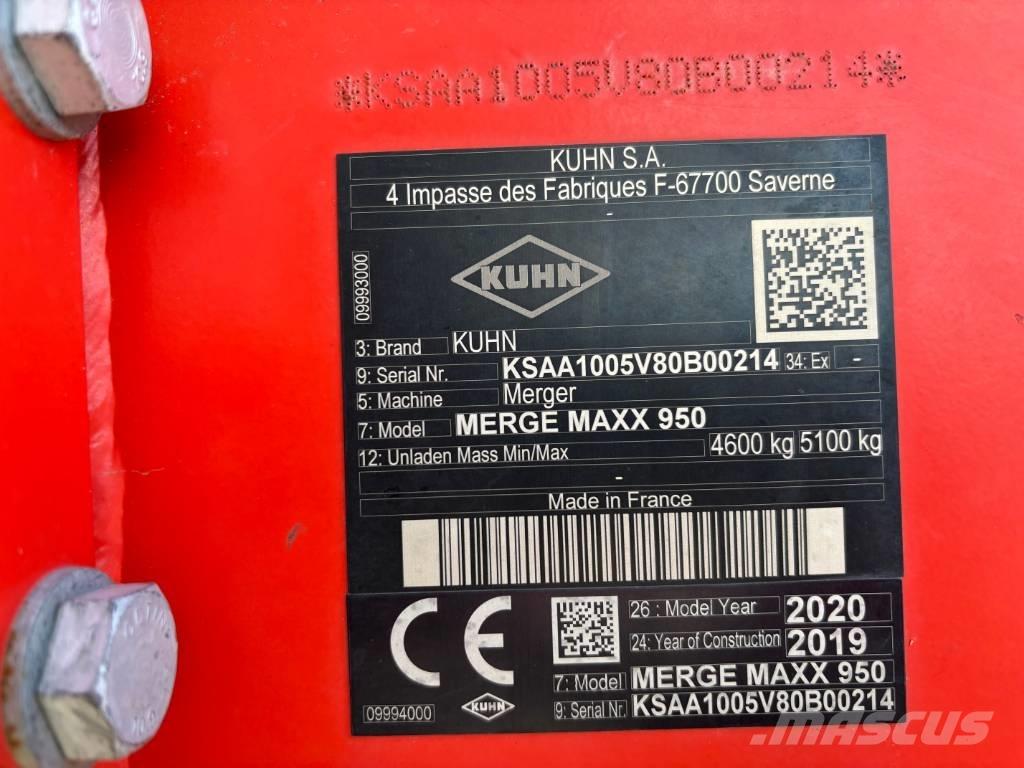 *KSAA1005V80B00214*
KUHN S.A.
4 Impasse des Fabriques F-67700 Saverne
-
KUHN
09993000
3: Brand KUHN
9: Serial Nr. KSAA1005V80B00214 34: Ex -
5: Machine Merger
7: Model MERGE MAXX 950
12: Unladen Mass Min/Max 4600 kg 5100 kg
-
Made in France
CE
26 : Model Year 2020
24: Year of Construction 2019
7: Model MERGE MAXX 950
9: Serial Nr. KSAA1005V80B00214
09994000
KUHN
mascus